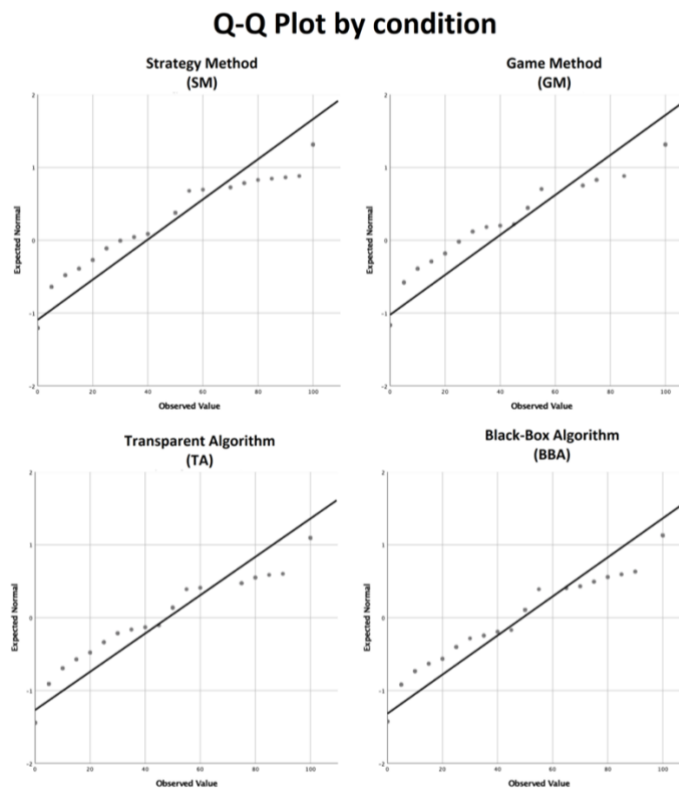 Q-Q Plot by condition
Strategy Method
(SM)
2
1
0
-1
-2
Expected Normal
0 20 40 60 80 100
Observed Value
Game Method
(GM)
2
1
0
-1
-2
Expected Normal
0 20 40 60 80 100
Observed Value
Transparent Algorithm
(TA)
2
1
0
-1
-2
Expected Normal
0 20 40 60 80 100
Observed Value
Black-Box Algorithm
(BBA)
2
1
0
-1
-2
Expected Normal
0 20 40 60 80 100
Observed Value